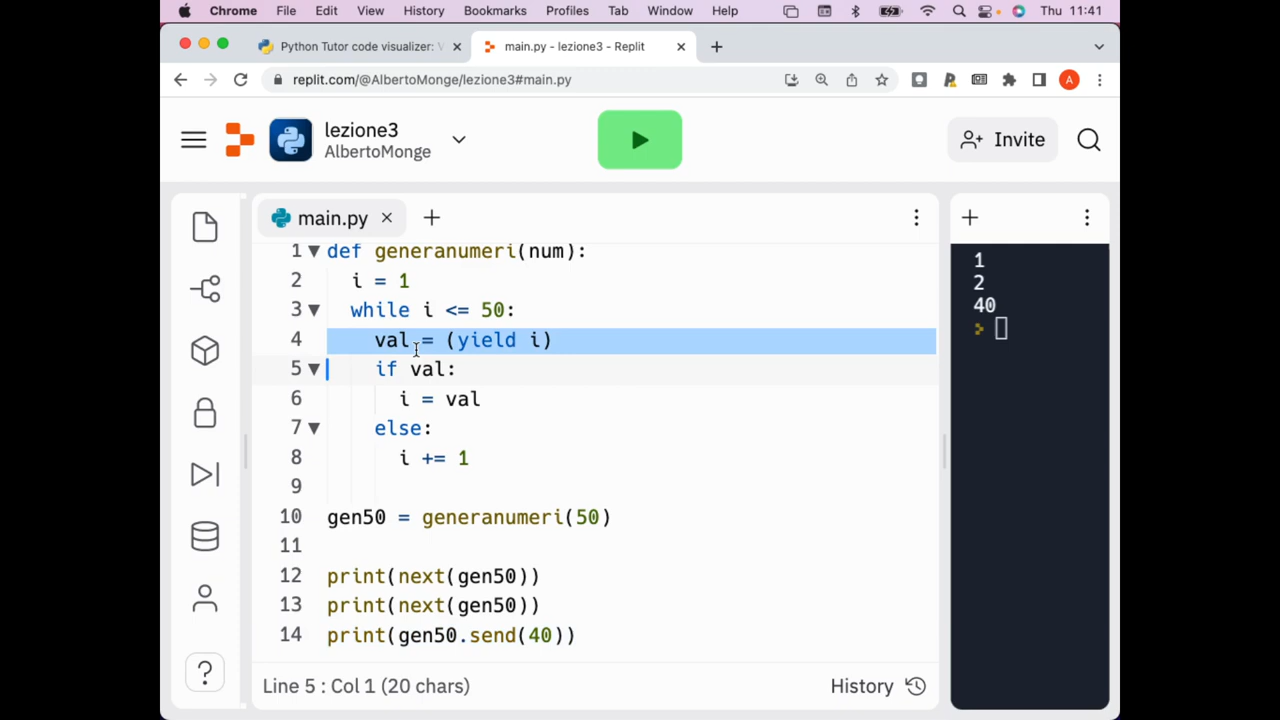 Chrome File Edit View History Bookmarks Profiles Tab Window Help Thu 11:41
Python Tutor code visualizer: main.py - lezione3 - Replit
replit.com/@AlbertoMonge/lezione3#main.py A
lezione3
AlbertoMonge
Invite
main.py
1 def generanumeri(num):
2 i = 1
3 while i <= 50:
4 val = (yield i)
5 if val:
6 i = val
7 else:
8 i += 1
9
10 gen50 = generanumeri(50)
11
12 print(next(gen50))
13 print(next(gen50))
14 print(gen50.send(40))
1
2
40
Line 5 : Col 1 (20 chars) History